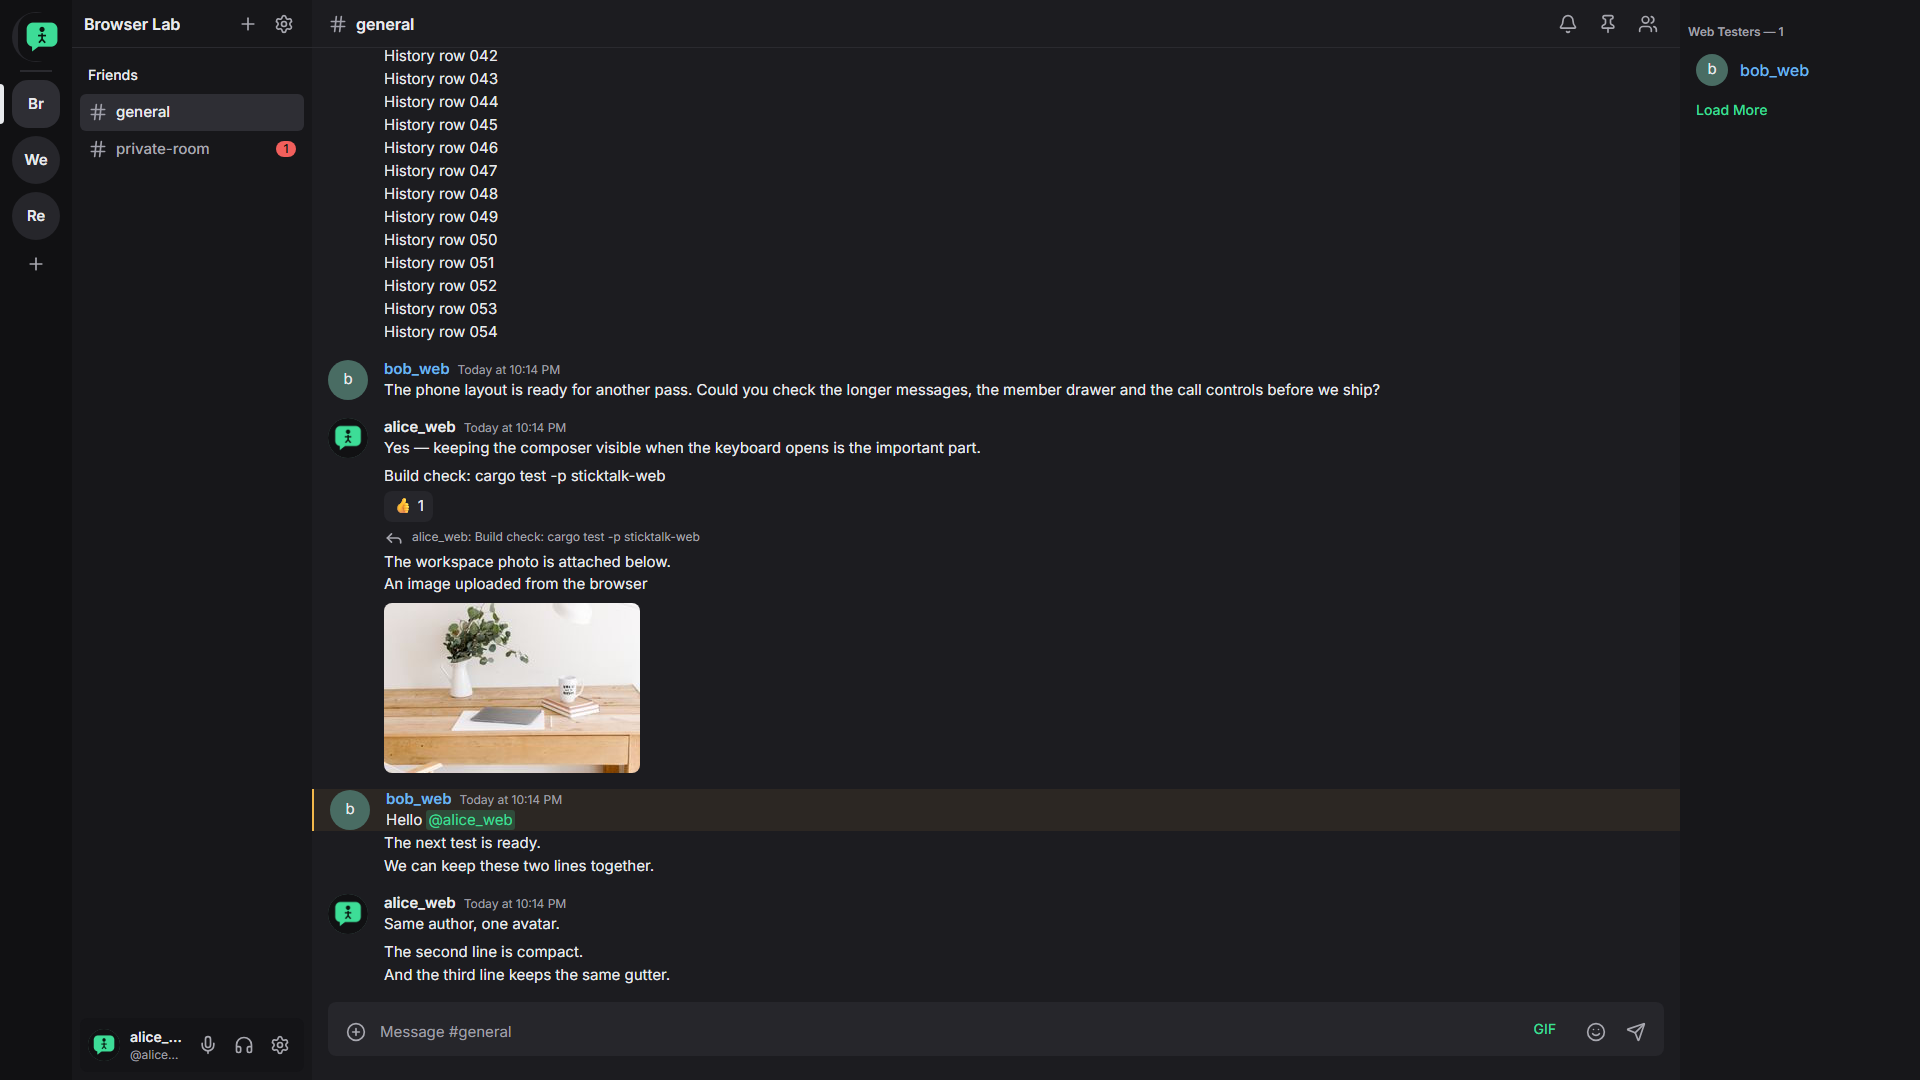 Browser Lab
Friends
general
private-room
1
Br
We
Re
alice_...
@alice...
general
History row 042
History row 043
History row 044
History row 045
History row 046
History row 047
History row 048
History row 049
History row 050
History row 051
History row 052
History row 053
History row 054
b
bob_web Today at 10:14 PM
The phone layout is ready for another pass. Could you check the longer messages, the member drawer and the call controls before we ship?
alice_web Today at 10:14 PM
Yes — keeping the composer visible when the keyboard opens is the important part.
Build check: cargo test -p sticktalk-web
👍 1
alice_web: Build check: cargo test -p sticktalk-web
The workspace photo is attached below.
An image uploaded from the browser
b
bob_web Today at 10:14 PM
Hello @alice_web
The next test is ready.
We can keep these two lines together.
alice_web Today at 10:14 PM
Same author, one avatar.
The second line is compact.
And the third line keeps the same gutter.
Message #general
GIF
Web Testers — 1
b
bob_web
Load More